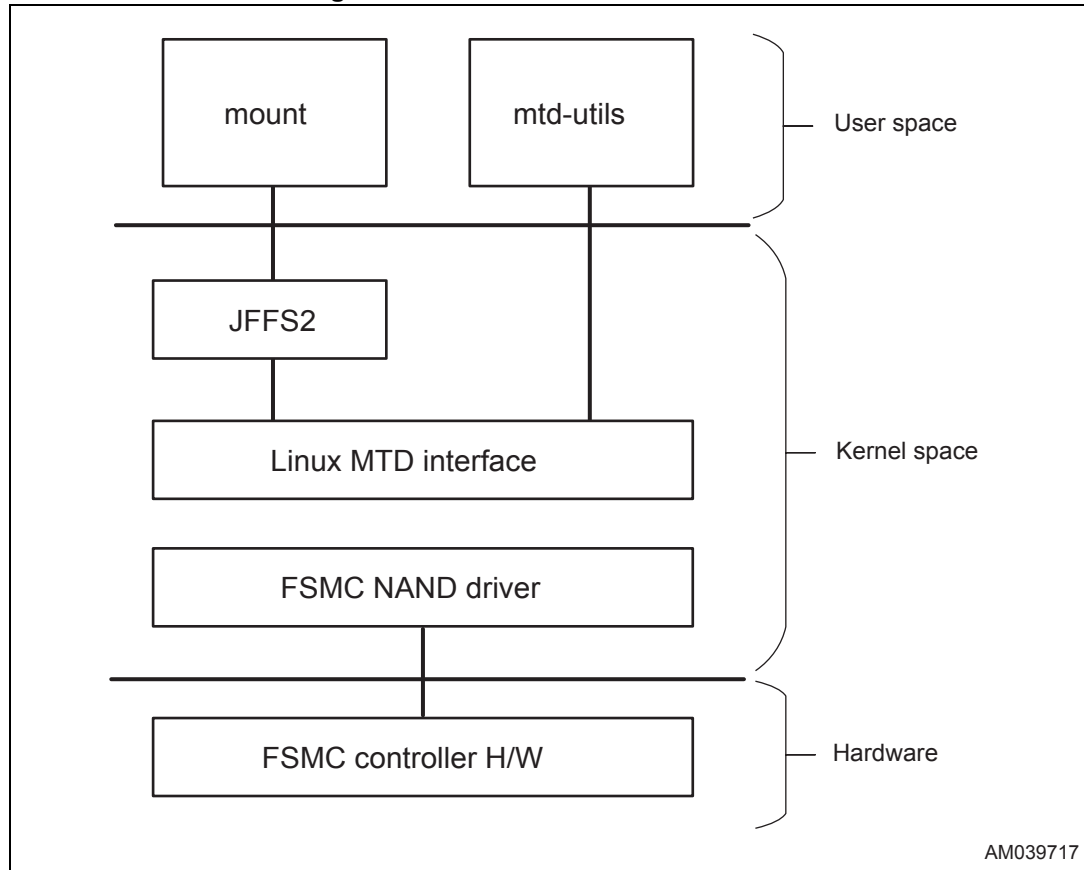 mount
mtd-utils
User space
JFFS2
Linux MTD interface
Kernel space
FSMC NAND driver
FSMC controller H/W
Hardware
AM039717